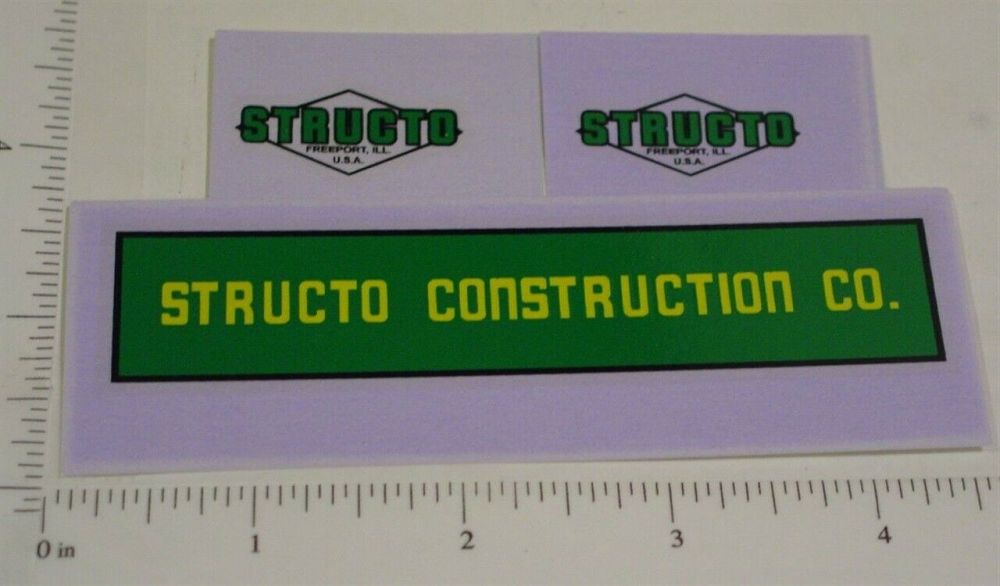 STRUCTO
FREEPORT, ILL.
U.S.A.
STRUCTO
FREEPORT, ILL.
U.S.A.
STRUCTO CONSTRUCTION CO.
0 in 1 2 3 4